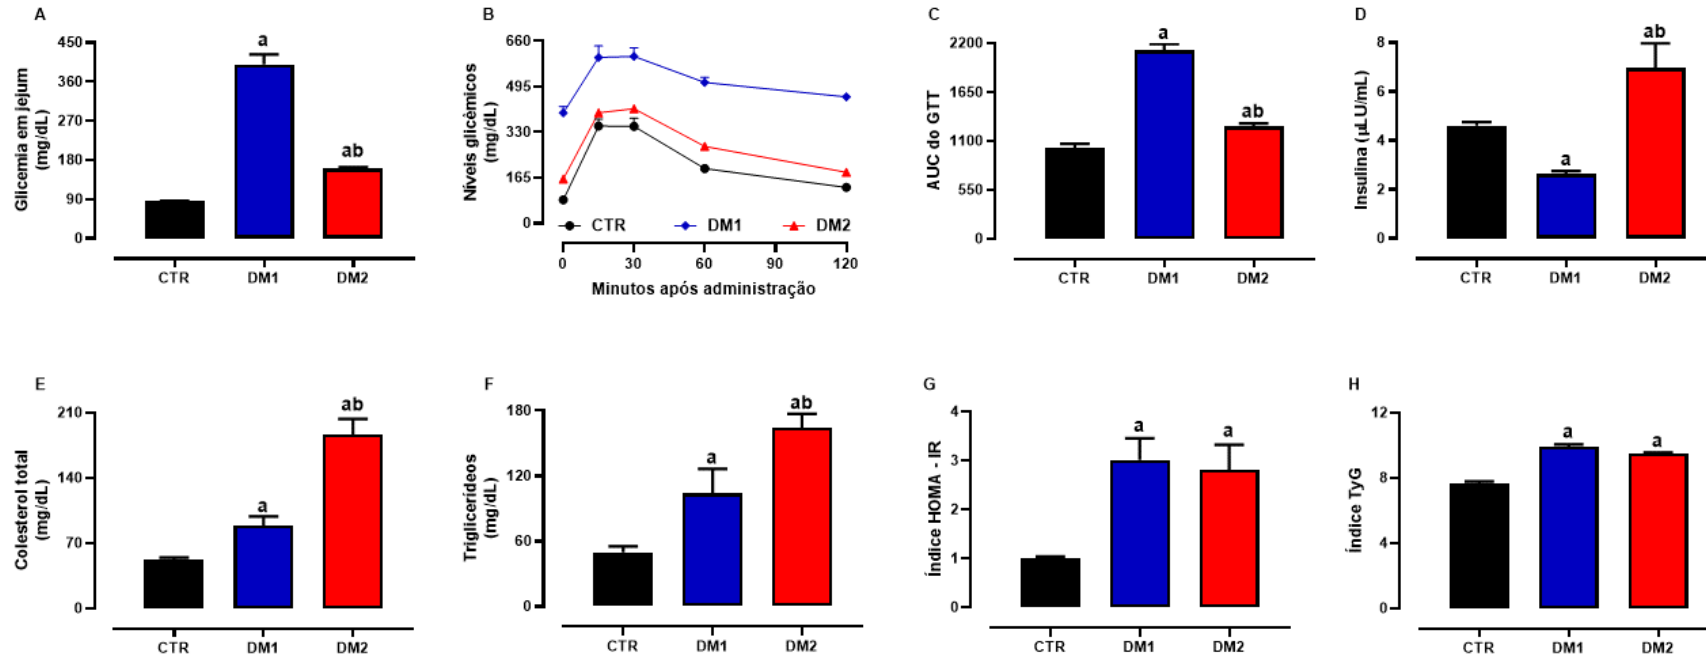 A
Glicemia em jejum
(mg/dL)
450
360
270
180
90
0
a
ab
CTR
DM1
DM2
B
Níveis glicêmicos
(mg/dL)
660
495
330
165
0
CTR
DM1
DM2
0
30
60
90
120
Minutos após administração
C
AUC do GTT
2200
1650
1100
550
0
a
ab
CTR
DM1
DM2
D
Insulina (µLU/mL)
8
6
4
2
0
a
ab
CTR
DM1
DM2
E
Colesterol total
(mg/dL)
210
140
70
0
a
ab
CTR
DM1
DM2
F
Triglicerídeos
(mg/dL)
180
120
60
0
a
ab
CTR
DM1
DM2
G
Índice HOMA - IR
4
3
2
1
0
a
a
CTR
DM1
DM2
H
Índice TyG
12
8
4
0
a
a
CTR
DM1
DM2